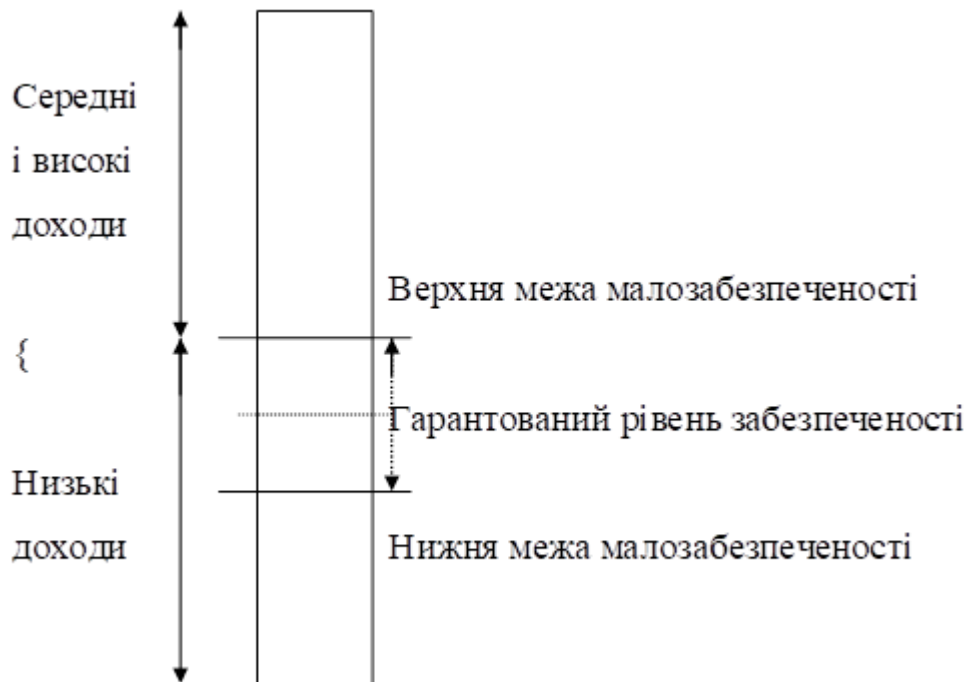 Середні
і високі
доходи
Верхня межа малозабезпеченості
{
Гарантований рівень забезпеченості
Низькі
доходи
Нижня межа малозабезпеченості